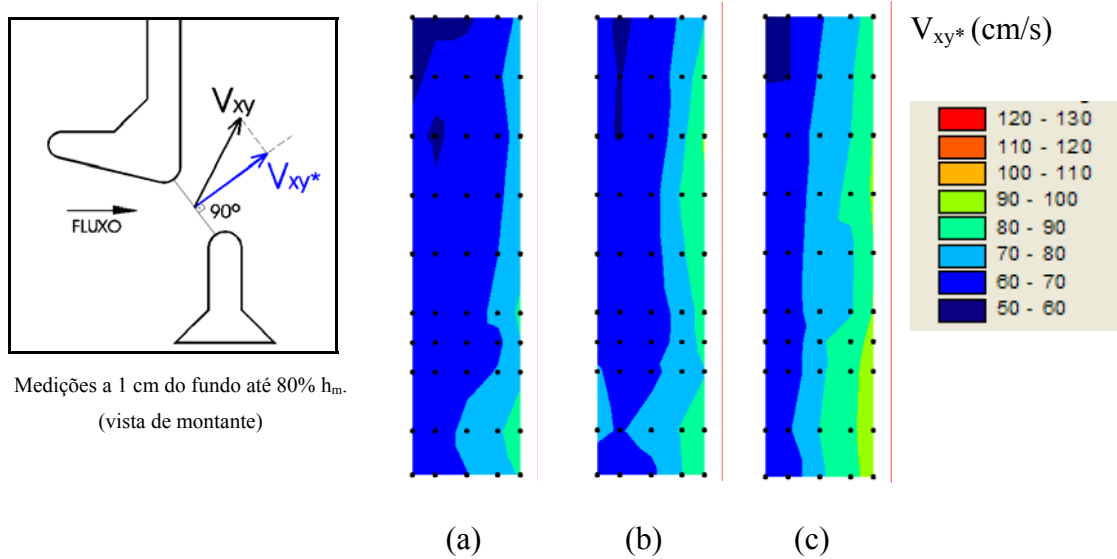 Vxy
Vxy*
90º
FLUXO
Medições a 1 cm do fundo até 80% hm.
(vista de montante)
(a)
(b)
(c)
Vxy* (cm/s)
120 - 130
110 - 120
100 - 110
90 - 100
80 - 90
70 - 80
60 - 70
50 - 60